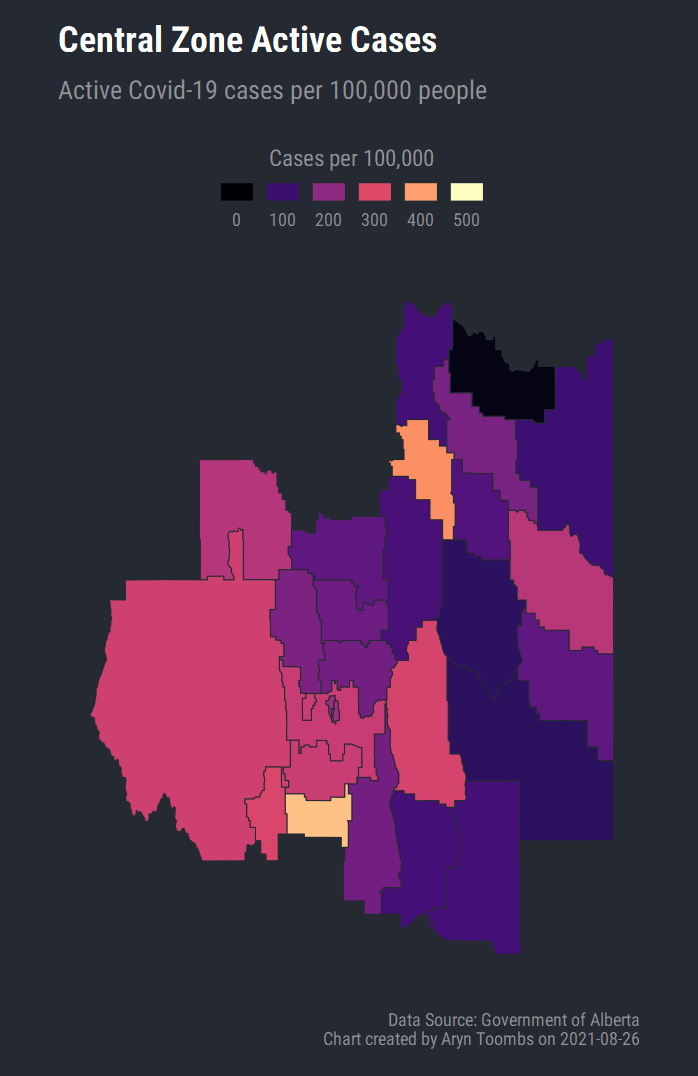 Central Zone Active Cases
Active Covid-19 cases per 100,000 people
Cases per 100,000
0 100 200 300 400 500
Data Source: Government of Alberta
Chart created by Aryn Toombs on 2021-08-26